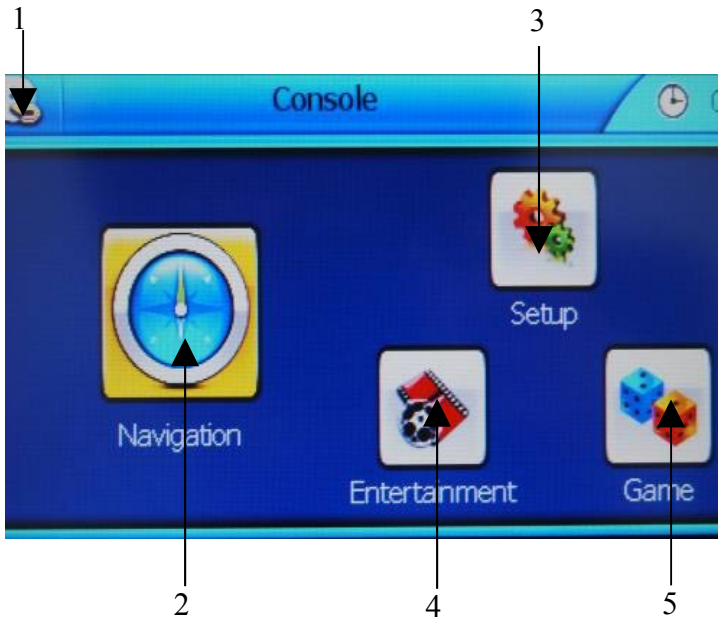 1
3
Console
Setup
Navigation
Entertainment
Game
2
4
5